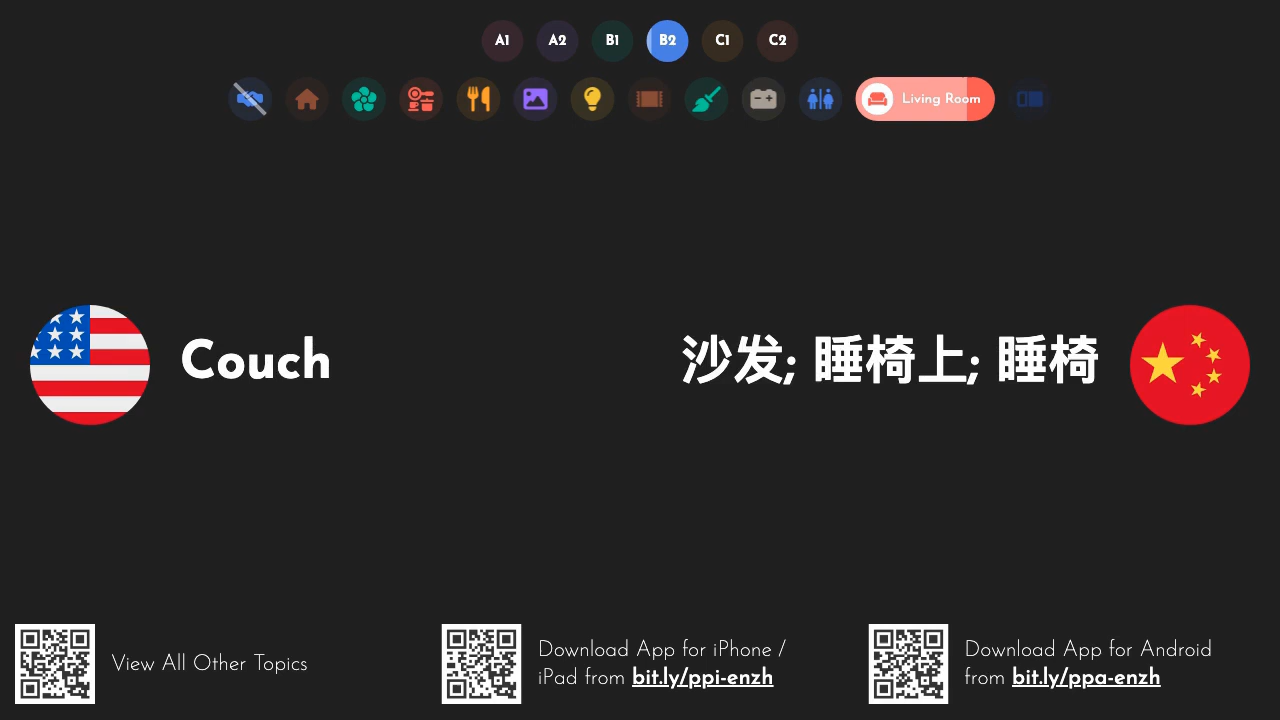 A1 A2 B1 B2 C1 C2
Living Room
Couch
沙发; 睡椅上; 睡椅
View All Other Topics
Download App for iPhone /
iPad from bit.ly/ppi-enzh
Download App for Android
from bit.ly/ppa-enzh